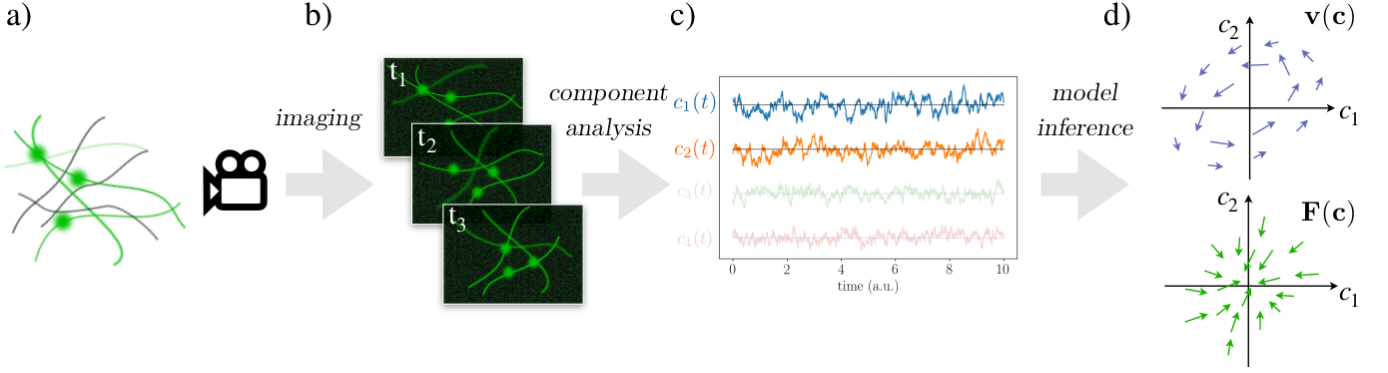 a)
b)
c)
d)
imaging
t1
t2
t3
component
analysis
c1(t)
c2(t)
c3(t)
c4(t)
0 2 4 6 8 10
time (a.u.)
model
inference
c2
v(c)
c1
c2
F(c)
c1